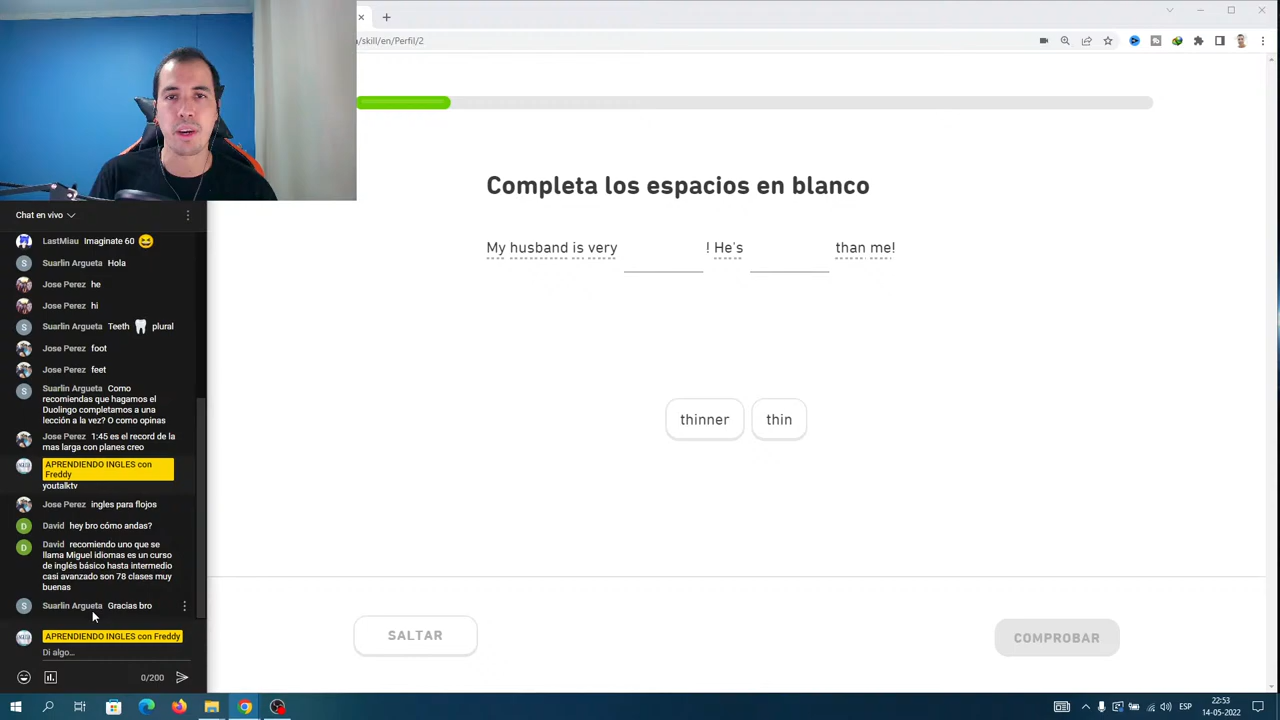 /skill/en/Perfil/2
Completa los espacios en blanco
My husband is very ! He's than me!
thinner thin
SALTAR
COMPROBAR
Chat en vivo
LastMiau Imaginate 60 😆
S Suarlin Argueta Hola
Jose Perez he
Jose Perez hi
S Suarlin Argueta Teeth 🦷 plural
Jose Perez foot
Jose Perez feet
S Suarlin Argueta Como
recomiendas que hagamos el
Duolingo completamos a una
lección a la vez? O como opinas
Jose Perez 1:45 es el record de la
mas larga con planes creo
APRENDIENDO INGLES con
Freddy
youtalktv
Jose Perez ingles para flojos
D David hey bro cómo andas?
D David recomiendo uno que se
llama Miguel idiomas es un curso
de inglés básico hasta intermedio
casi avanzado son 78 clases muy
buenas
S Suarlin Argueta Gracias bro
APRENDIENDO INGLES con Freddy
Di algo...
0/200
ESP
22:53
14-05-2022